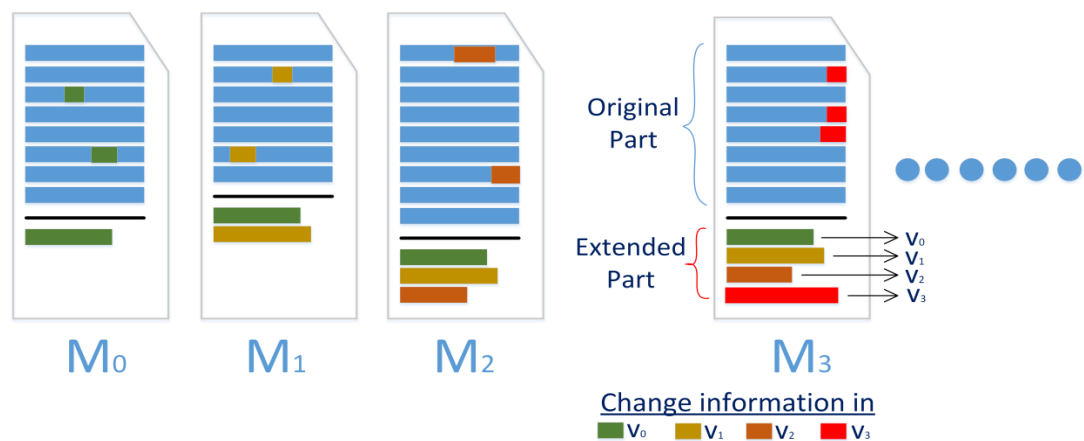 Original
Part
Extended
Part
V₀
V₁
V₂
V₃
M₀ M₁ M₂ M₃
Change information in
V₀ V₁ V₂ V₃